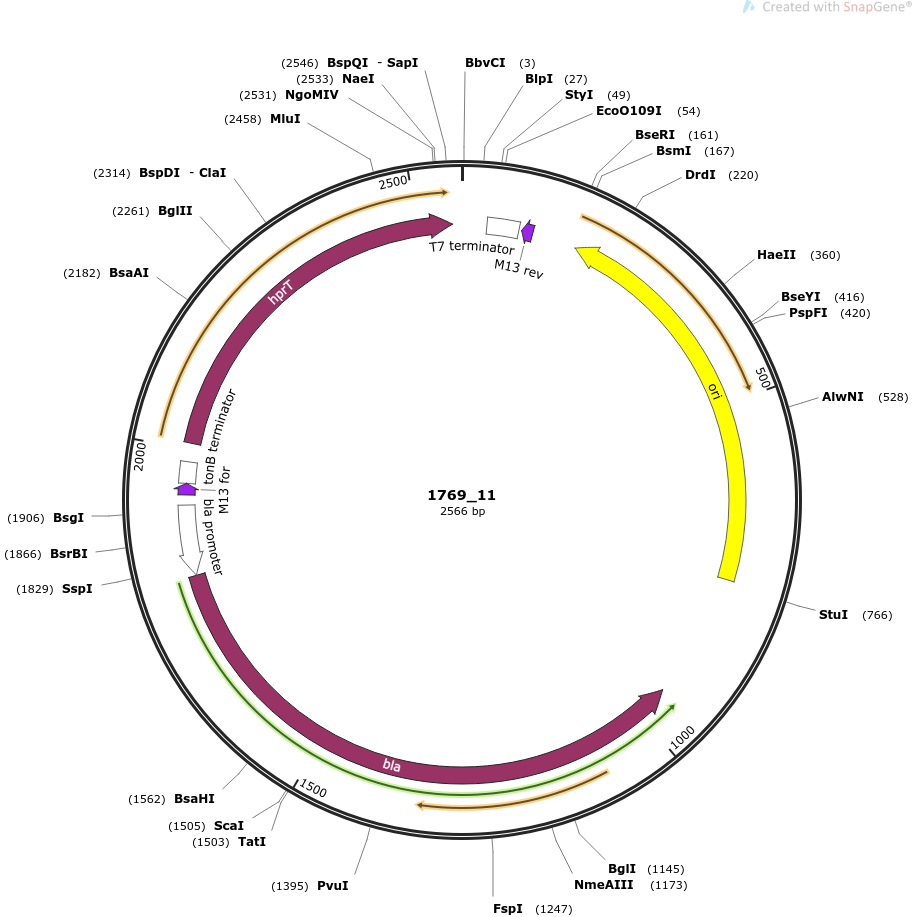 Created with SnapGene®
(2546) BspQI - SapI
(2533) NaeI
(2531) NgoMIV
(2458) MluI
(2314) BspDI - ClaI
(2261) BglII
(2182) BsaAI
BbvCI (3)
BlpI (27)
StyI (49)
EcoO109I (54)
BseRI (161)
BsmI (167)
DrdI (220)
HaeII (360)
BseYI (416)
PspFI (420)
AlwNI (528)
StuI (766)
2500
T7 terminator
M13 rev
hprT
ori
500
2000
tonB terminator
M13 for
bla promoter
1769_11
2566 bp
(1906) BsgI
(1866) BsrBI
(1829) SspI
bla
1000
1500
(1562) BsaHI
(1505) ScaI
(1503) TatI
(1395) PvuI
BglI (1145)
NmeAIII (1173)
FspI (1247)